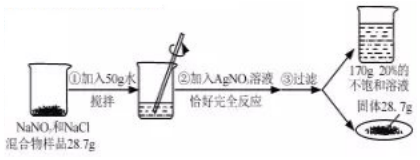 ①加入50g水
搅拌
②加入AgNO₃溶液
恰好完全反应
③过滤
NaNO₃和NaCl
混合物样品28.7g
170g 20%的
不饱和溶液
固体28.7g